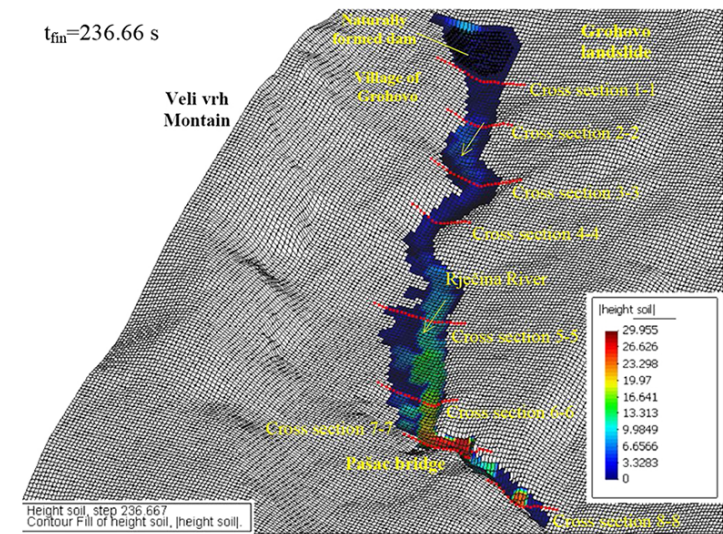 t_fin=236.66 s
Naturally
formed dam
Grohovo
landslide
Village of
Grohovo
Veli vrh
Montain
Cross section 1-1
Cross section 2-2
Cross section 3-3
Cross section 4-4
Rječina River
Cross section 5-5
Cross section 6-6
Cross section 7-7
Pašac bridge
Cross section 8-8
|height soil|
29.955
26.626
23.298
19.97
16.641
13.313
9.9849
6.6566
3.3283
0
Height soil, step 236.667
Contour Fill of height soil, |height soil|.